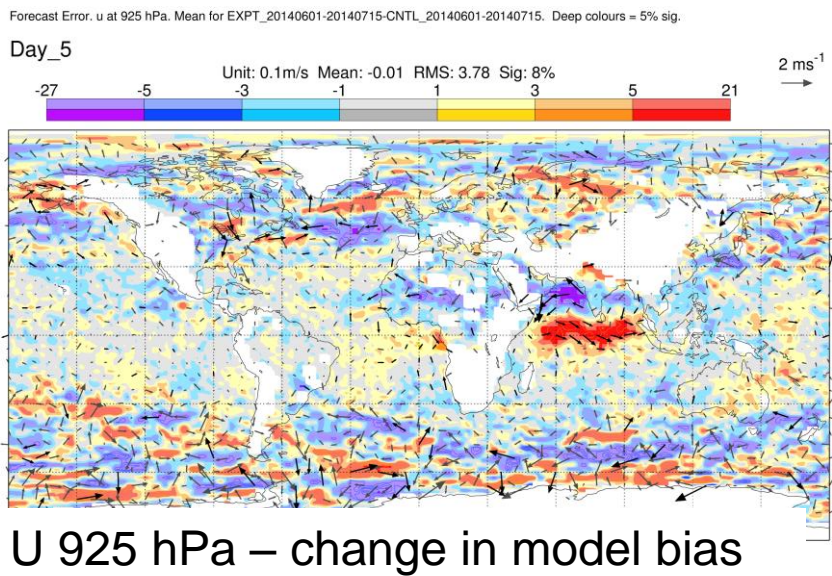 Forecast Error. u at 925 hPa. Mean for EXPT_20140601-20140715-CNTL_20140601-20140715. Deep colours = 5% sig.
Day_5
Unit: 0.1m/s Mean: -0.01 RMS: 3.78 Sig: 8%
2 ms-1
-27 -5 -3 -1 1 3 5 21
U 925 hPa – change in model bias